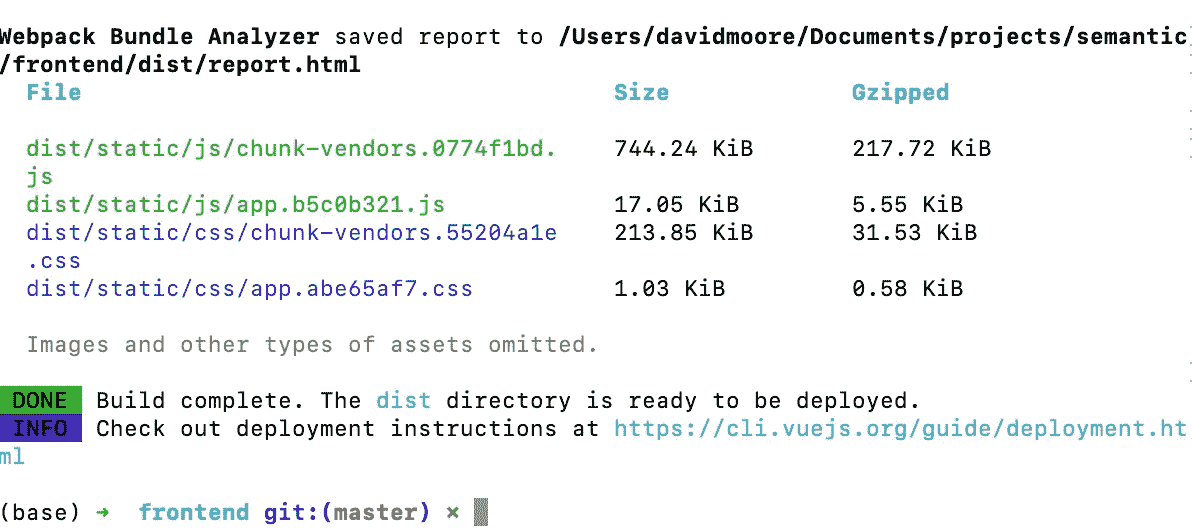 Webpack Bundle Analyzer saved report to /Users/davidmoore/Documents/projects/semantic
/frontend/dist/report.html
File Size Gzipped
dist/static/js/chunk-vendors.0774f1bd. 744.24 KiB 217.72 KiB
js
dist/static/js/app.b5c0b321.js 17.05 KiB 5.55 KiB
dist/static/css/chunk-vendors.55204a1e 213.85 KiB 31.53 KiB
.css
dist/static/css/app.abe65af7.css 1.03 KiB 0.58 KiB
Images and other types of assets omitted.
DONE Build complete. The dist directory is ready to be deployed.
INFO Check out deployment instructions at https://cli.vuejs.org/guide/deployment.ht
ml
(base) ➜ frontend git:(master) ✗